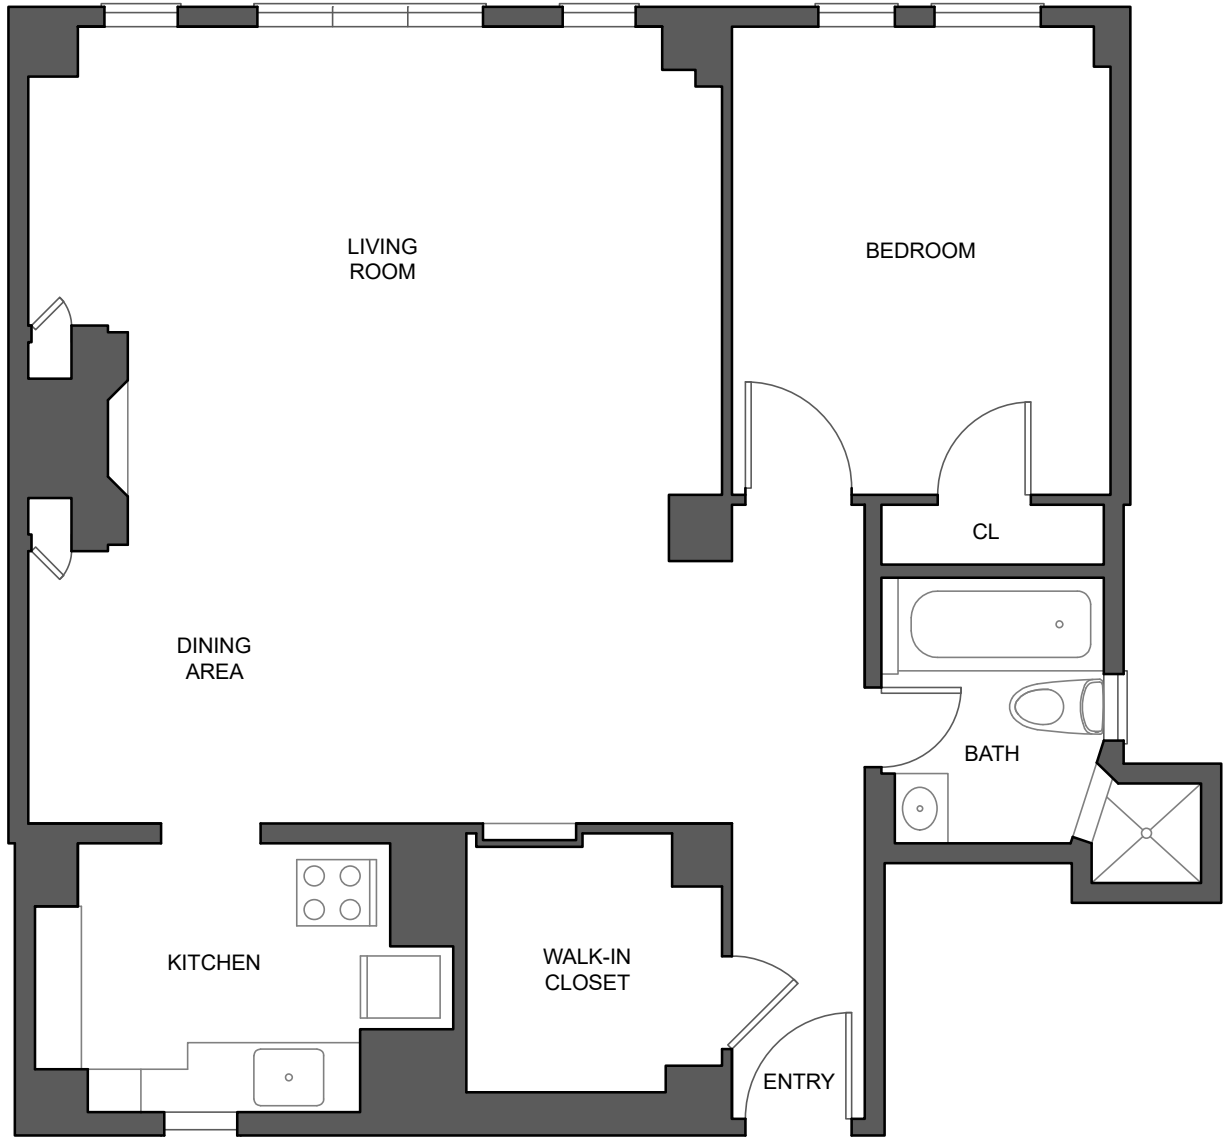 LIVING
ROOM
BEDROOM
CL
DINING
AREA
BATH
KITCHEN
WALK-IN
CLOSET
ENTRY